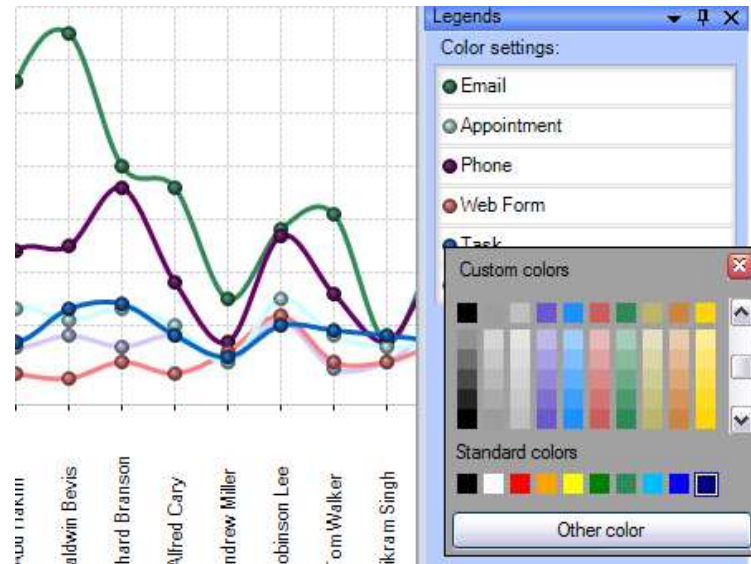 Legends
Color settings:
Email
Appointment
Phone
Web Form
Task
Custom colors
Standard colors
Other color
aldwin Bevis
hard Branson
Alfred Cary
ndrew Miller
obinson Lee
om Walker
ikram Singh